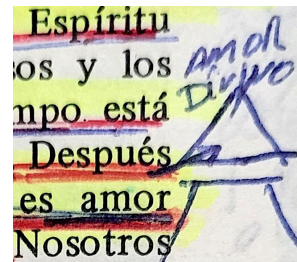 Espíritu
os y los
mpo está
Después
es amor
Nosotros
AMOR
Divino